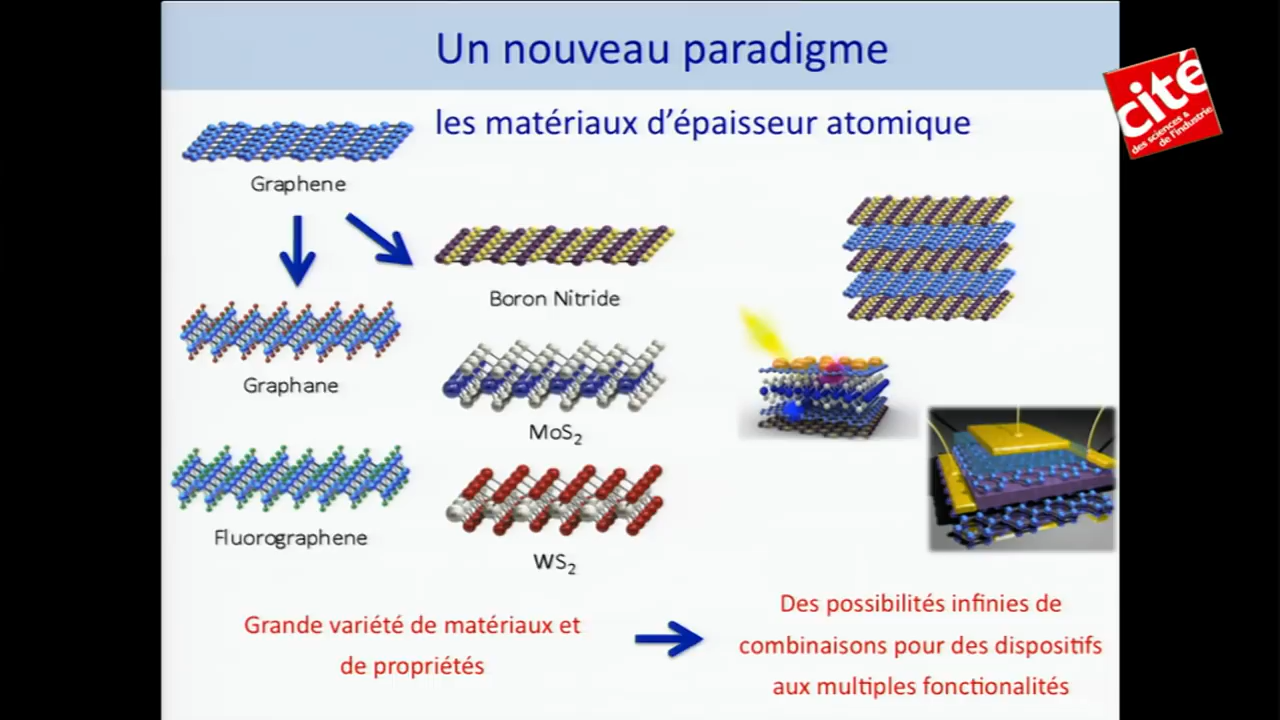 Un nouveau paradigme
les matériaux d'épaisseur atomique
cité
des sciences &
de l'industrie
Graphene
Boron Nitride
Graphane
MoS₂
Fluorographene
WS₂
Grande variété de matériaux et
de propriétés
Des possibilités infinies de
combinaisons pour des dispositifs
aux multiples fonctionalités